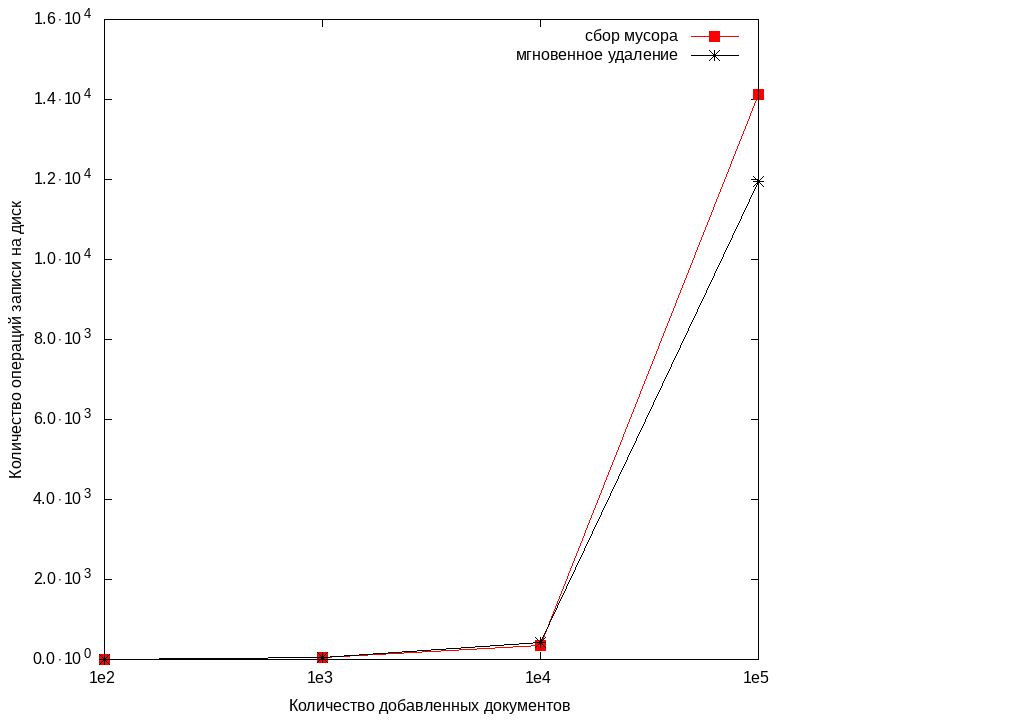 1.6·10^4
1.4·10^4
1.2·10^4
1.0·10^4
8.0·10^3
6.0·10^3
4.0·10^3
2.0·10^3
0.0·10^0
Количество операций записи на диск
сбор мусора
мгновенное удаление
1e2 1e3 1e4 1e5
Количество добавленных документов